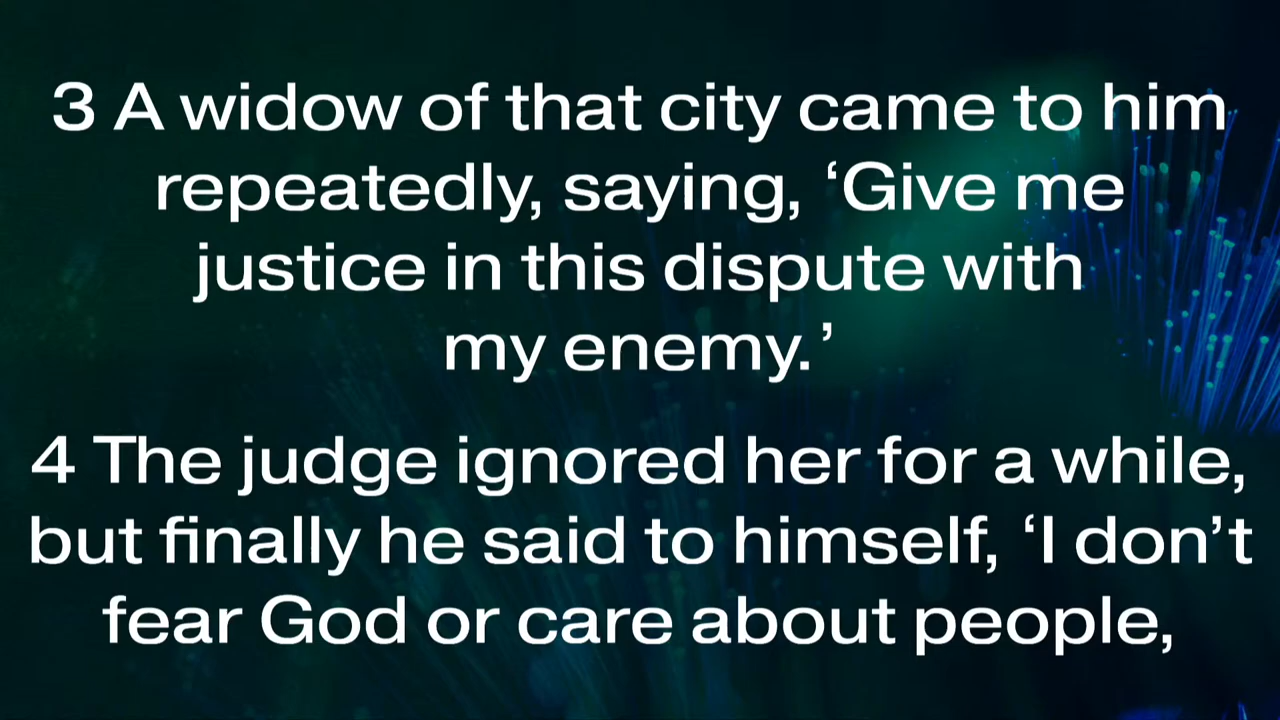 3 A widow of that city came to him
repeatedly, saying, ‘Give me
justice in this dispute with
my enemy.’
4 The judge ignored her for a while,
but finally he said to himself, ‘I don’t
fear God or care about people,